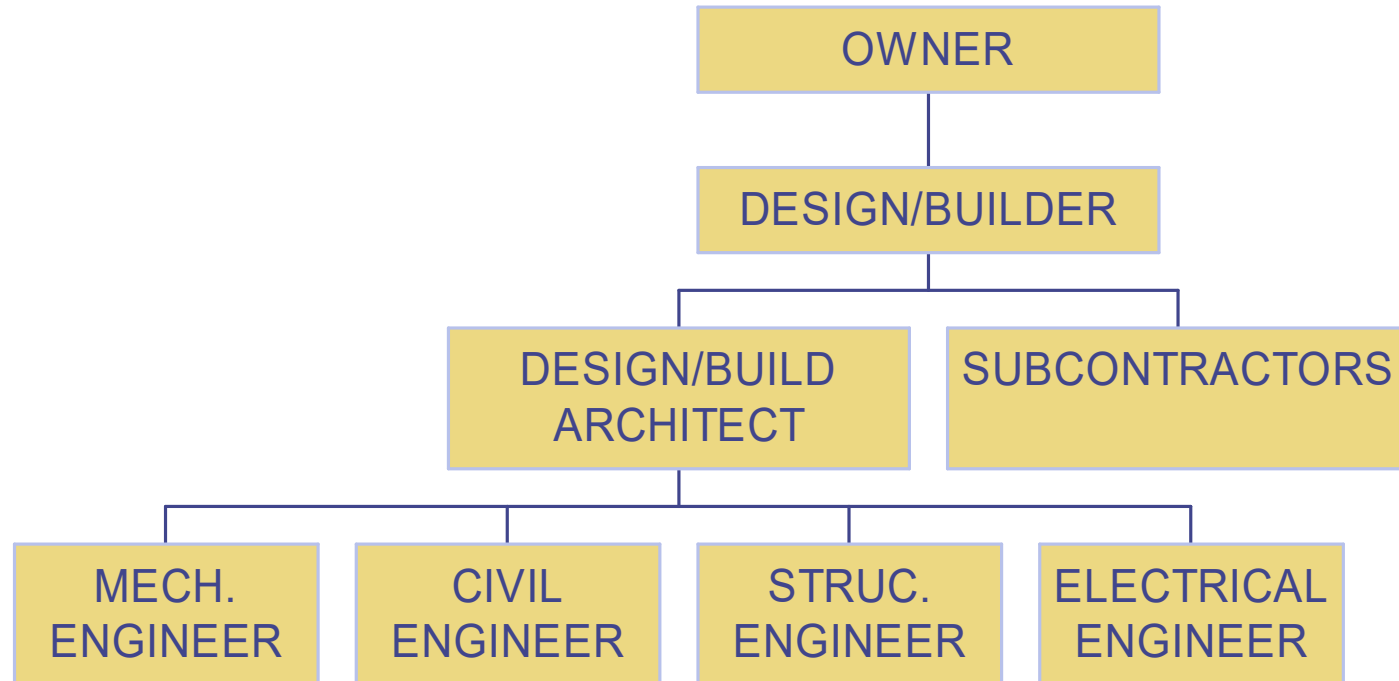 OWNER
DESIGN/BUILDER
DESIGN/BUILD
ARCHITECT
SUBCONTRACTORS
MECH.
ENGINEER
CIVIL
ENGINEER
STRUC.
ENGINEER
ELECTRICAL
ENGINEER